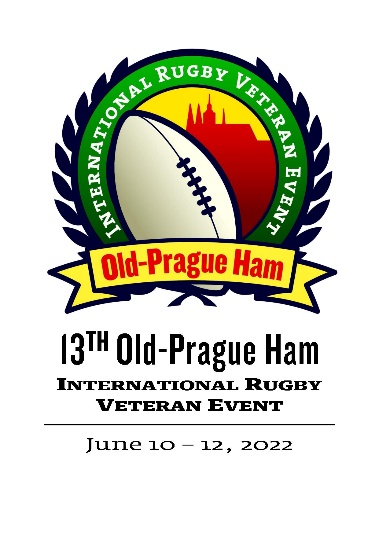 International Rugby Veteran Event
Old-Prague Ham
13TH Old-Prague Ham
International Rugby
Veteran Event
June 10 – 12, 2022